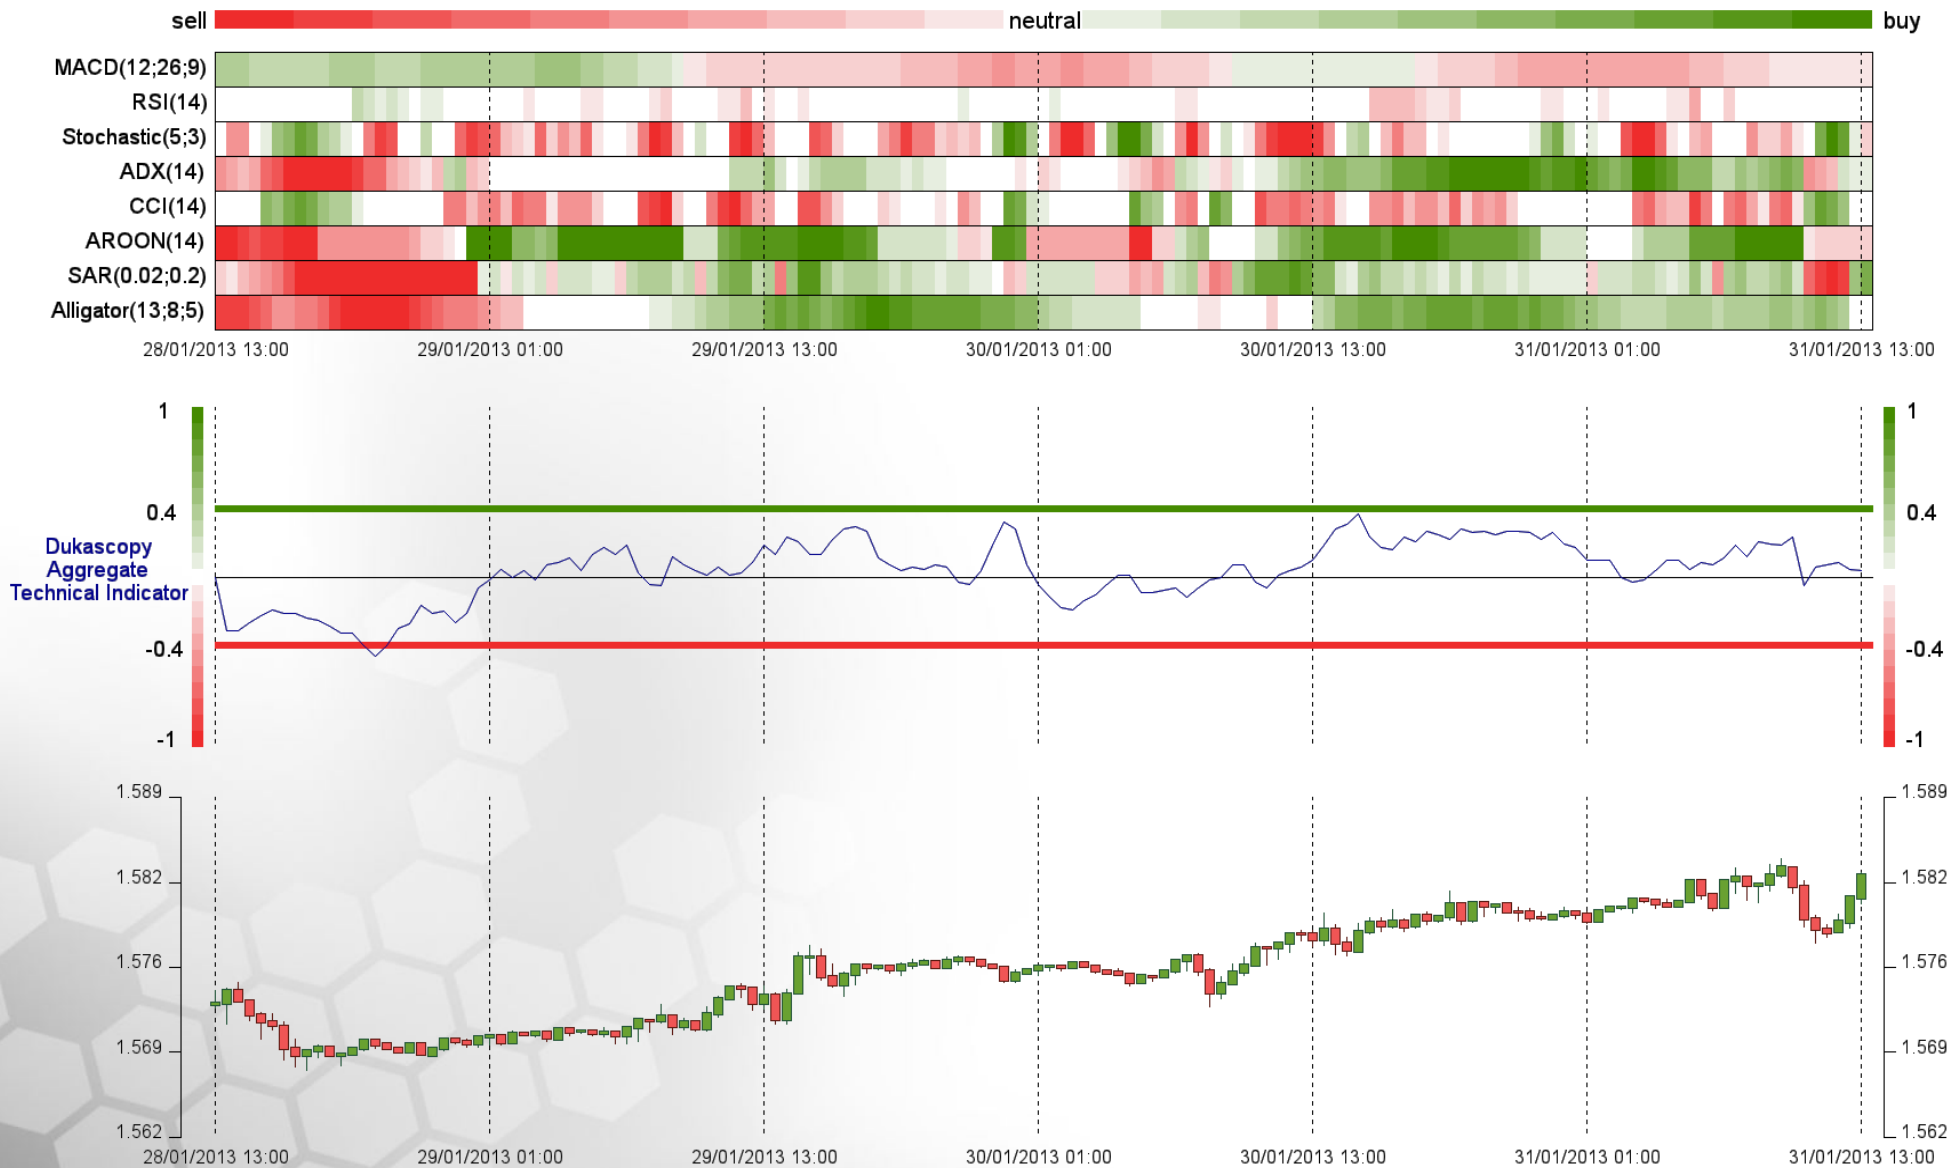 sell neutral buy
MACD(12;26;9)
RSI(14)
Stochastic(5;3)
ADX(14)
CCI(14)
AROON(14)
SAR(0.02;0.2)
Alligator(13;8;5)
28/01/2013 13:00 29/01/2013 01:00 29/01/2013 13:00 30/01/2013 01:00 30/01/2013 13:00 31/01/2013 01:00 31/01/2013 13:00
1 1
0.4 0.4
Dukascopy
Aggregate
Technical Indicator
-0.4 -0.4
-1 -1
1.589 1.589
1.582 1.582
1.576 1.576
1.569 1.569
1.562 1.562
28/01/2013 13:00 29/01/2013 01:00 29/01/2013 13:00 30/01/2013 01:00 30/01/2013 13:00 31/01/2013 01:00 31/01/2013 13:00